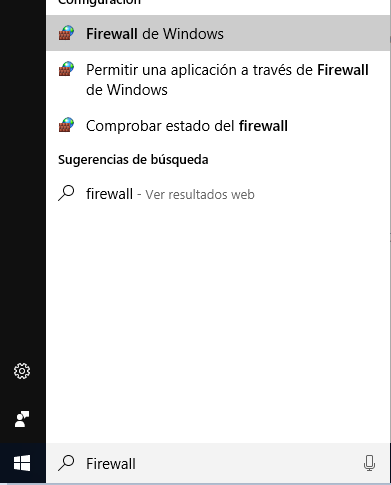 Configuración
Firewall de Windows
Permitir una aplicación a través de Firewall
de Windows
Comprobar estado del firewall
Sugerencias de búsqueda
firewall - Ver resultados web
Firewall